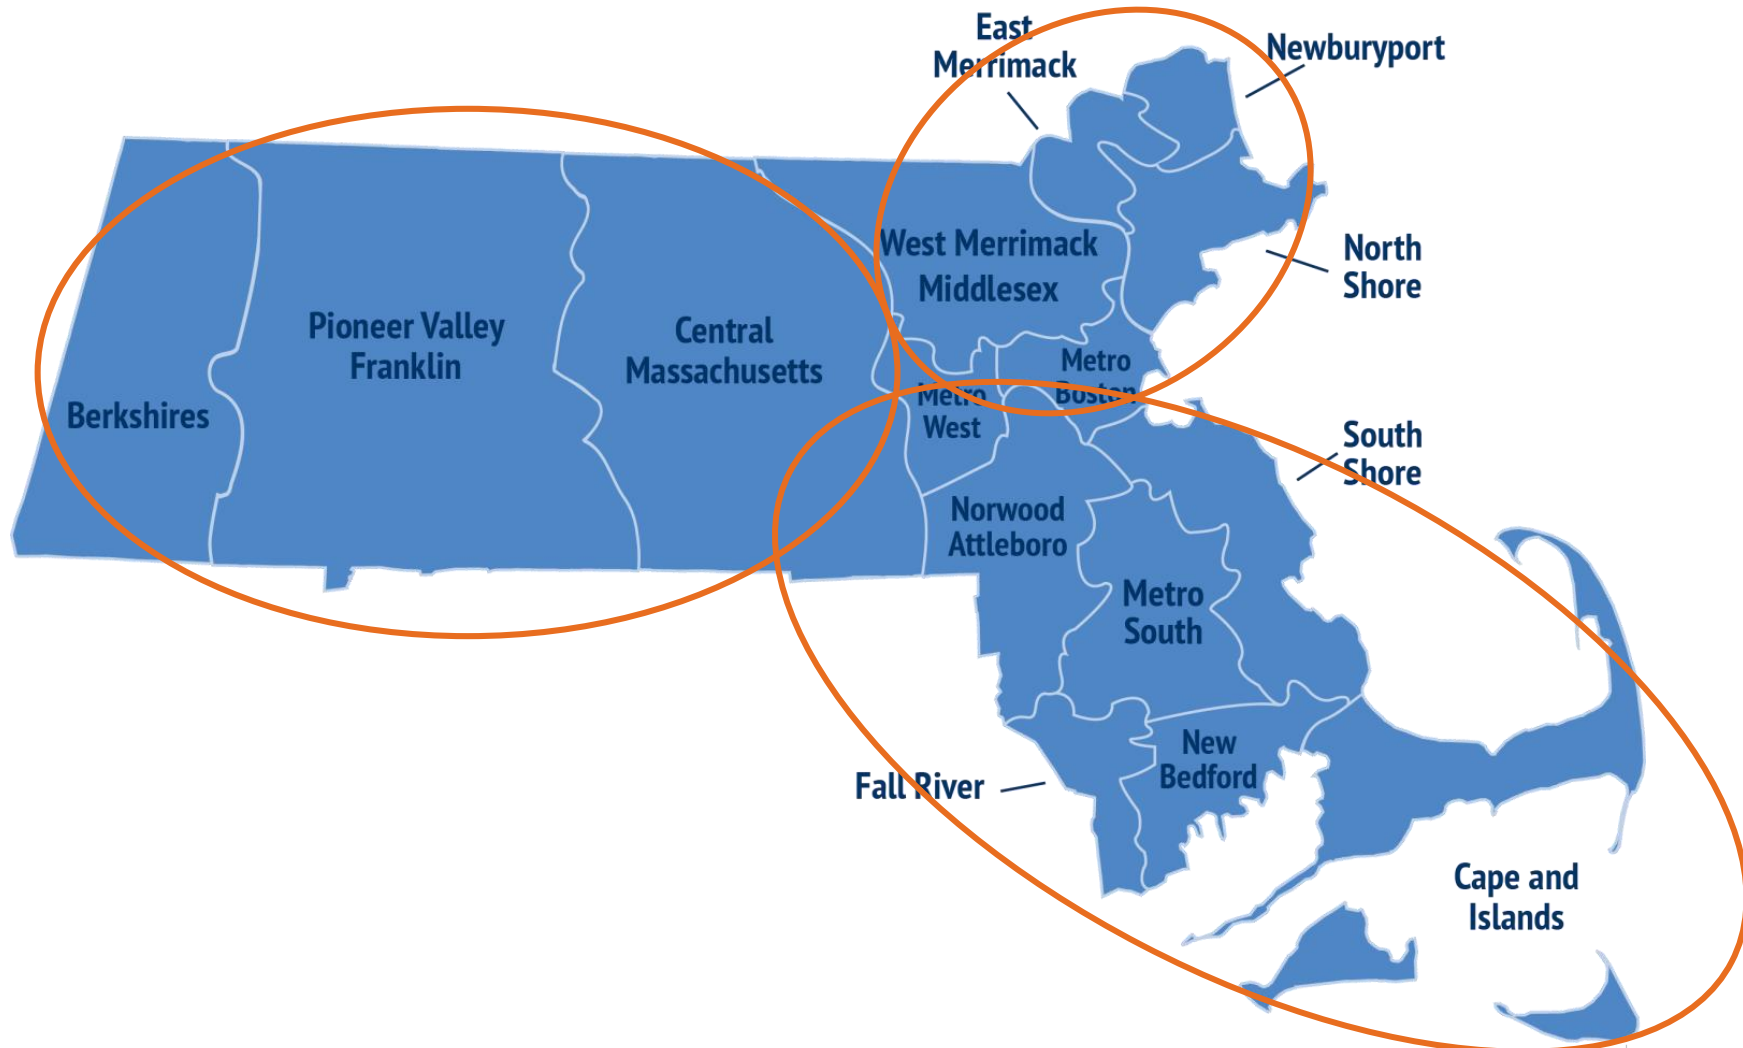 East
Merrimack
Newburyport
West Merrimack
Middlesex
North
Shore
Pioneer Valley
Franklin
Central
Massachusetts
Berkshires
Metro
Boston
Metro
West
South
Shore
Norwood
Attleboro
Metro
South
New
Bedford
Fall River
Cape and
Islands